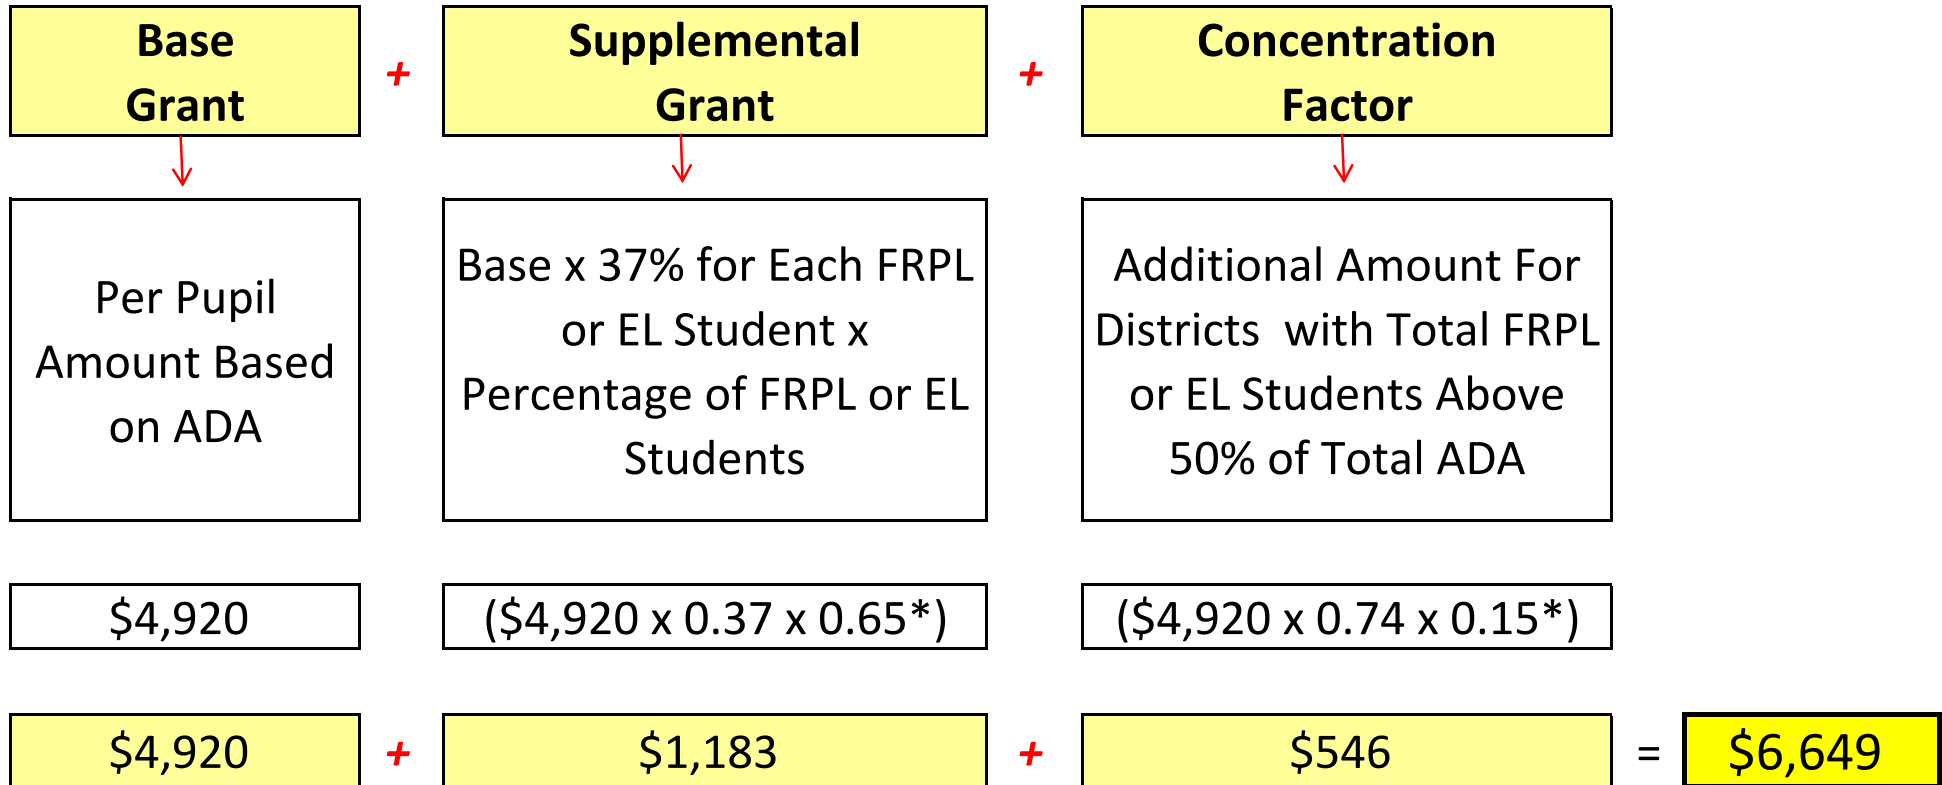 Base
Grant
+
Supplemental
Grant
+
Concentration
Factor
Per Pupil
Amount Based
on ADA
Base x 37% for Each FRPL
or EL Student x
Percentage of FRPL or EL
Students
Additional Amount For
Districts with Total FRPL
or EL Students Above
50% of Total ADA
$4,920
($4,920 x 0.37 x 0.65*)
($4,920 x 0.74 x 0.15*)
$4,920 + $1,183 + $546 = $6,649